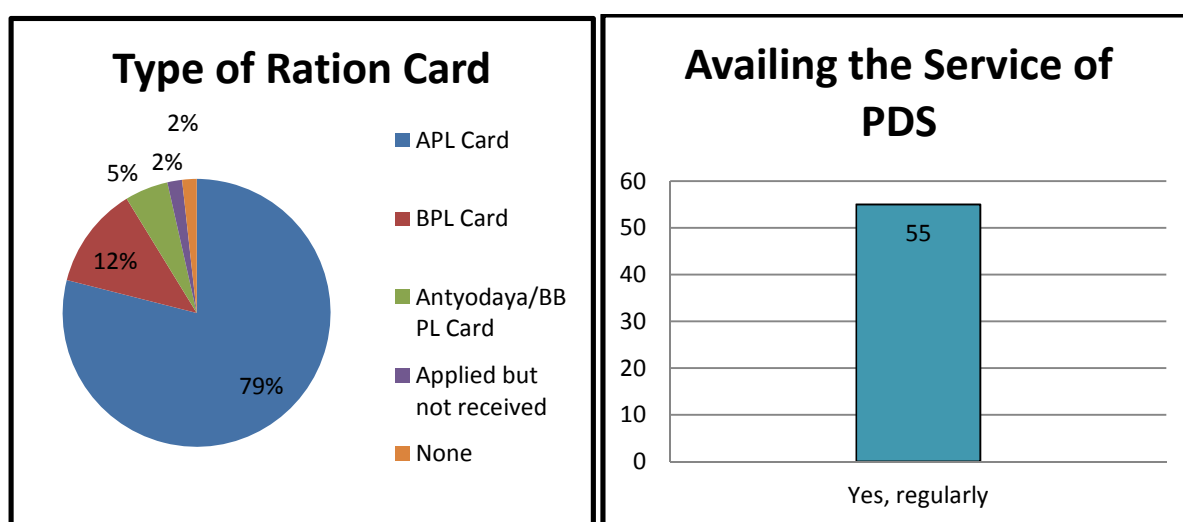 Type of Ration Card
2%
2%
5%
12%
79%
APL Card
BPL Card
Antyodaya/BB
PL Card
Applied but
not received
None
Availing the Service of
PDS
60
50
40
30
20
10
0
55
Yes, regularly